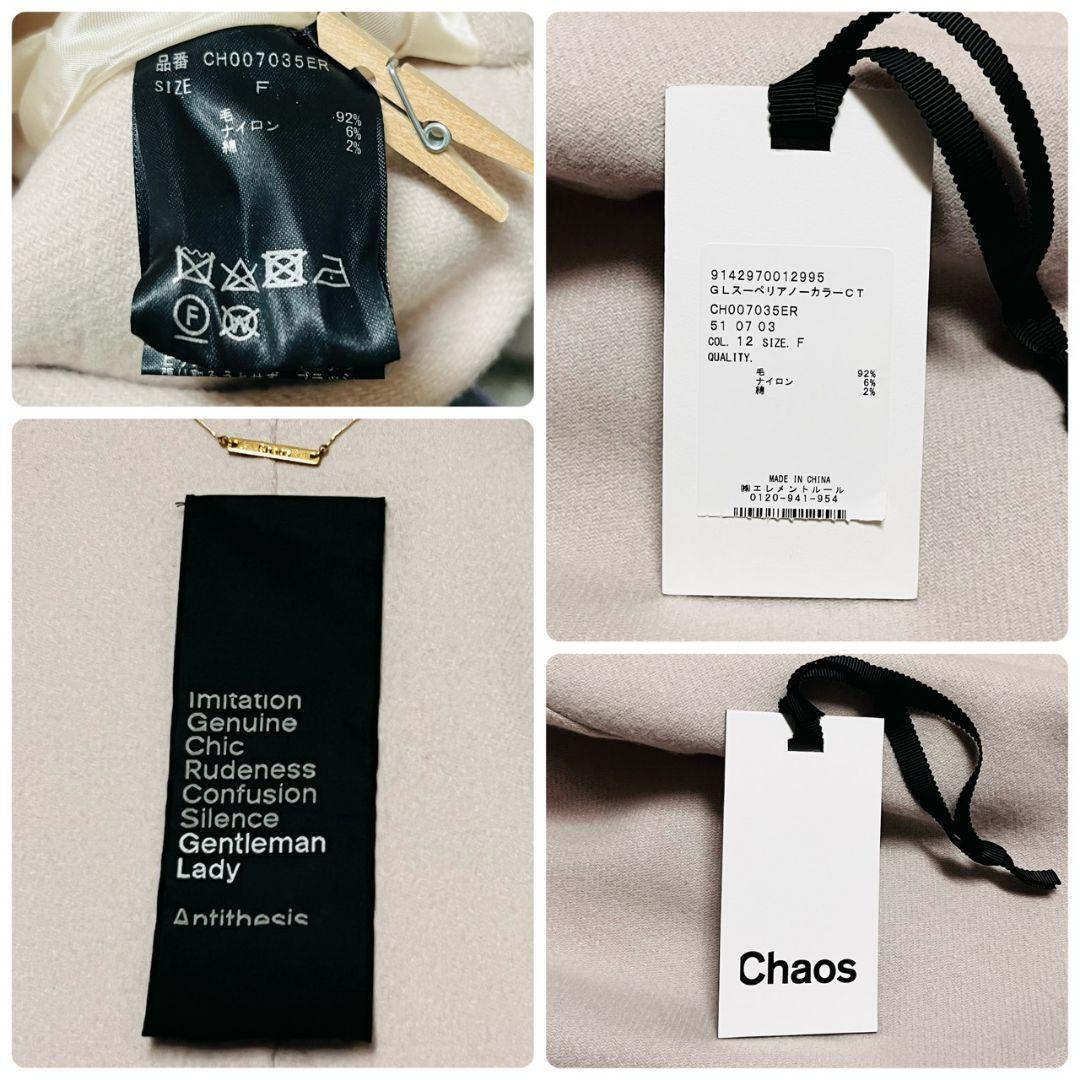 品番 CH007035ER
SIZE F
毛 92%
ナイロン 6%
綿 2%
F
W
9142970012995
GLスーペリアノーカラーCT
CH007035ER
51 07 03
COL. 12 SIZE. F
QUALITY.
毛 92%
ナイロン 6%
綿 2%
MADE IN CHINA
㈱エレメントルール
0120-941-954
Imitation
Genuine
Chic
Rudeness
Confusion
Silence
Gentleman
Lady
Antithesis
Chaos